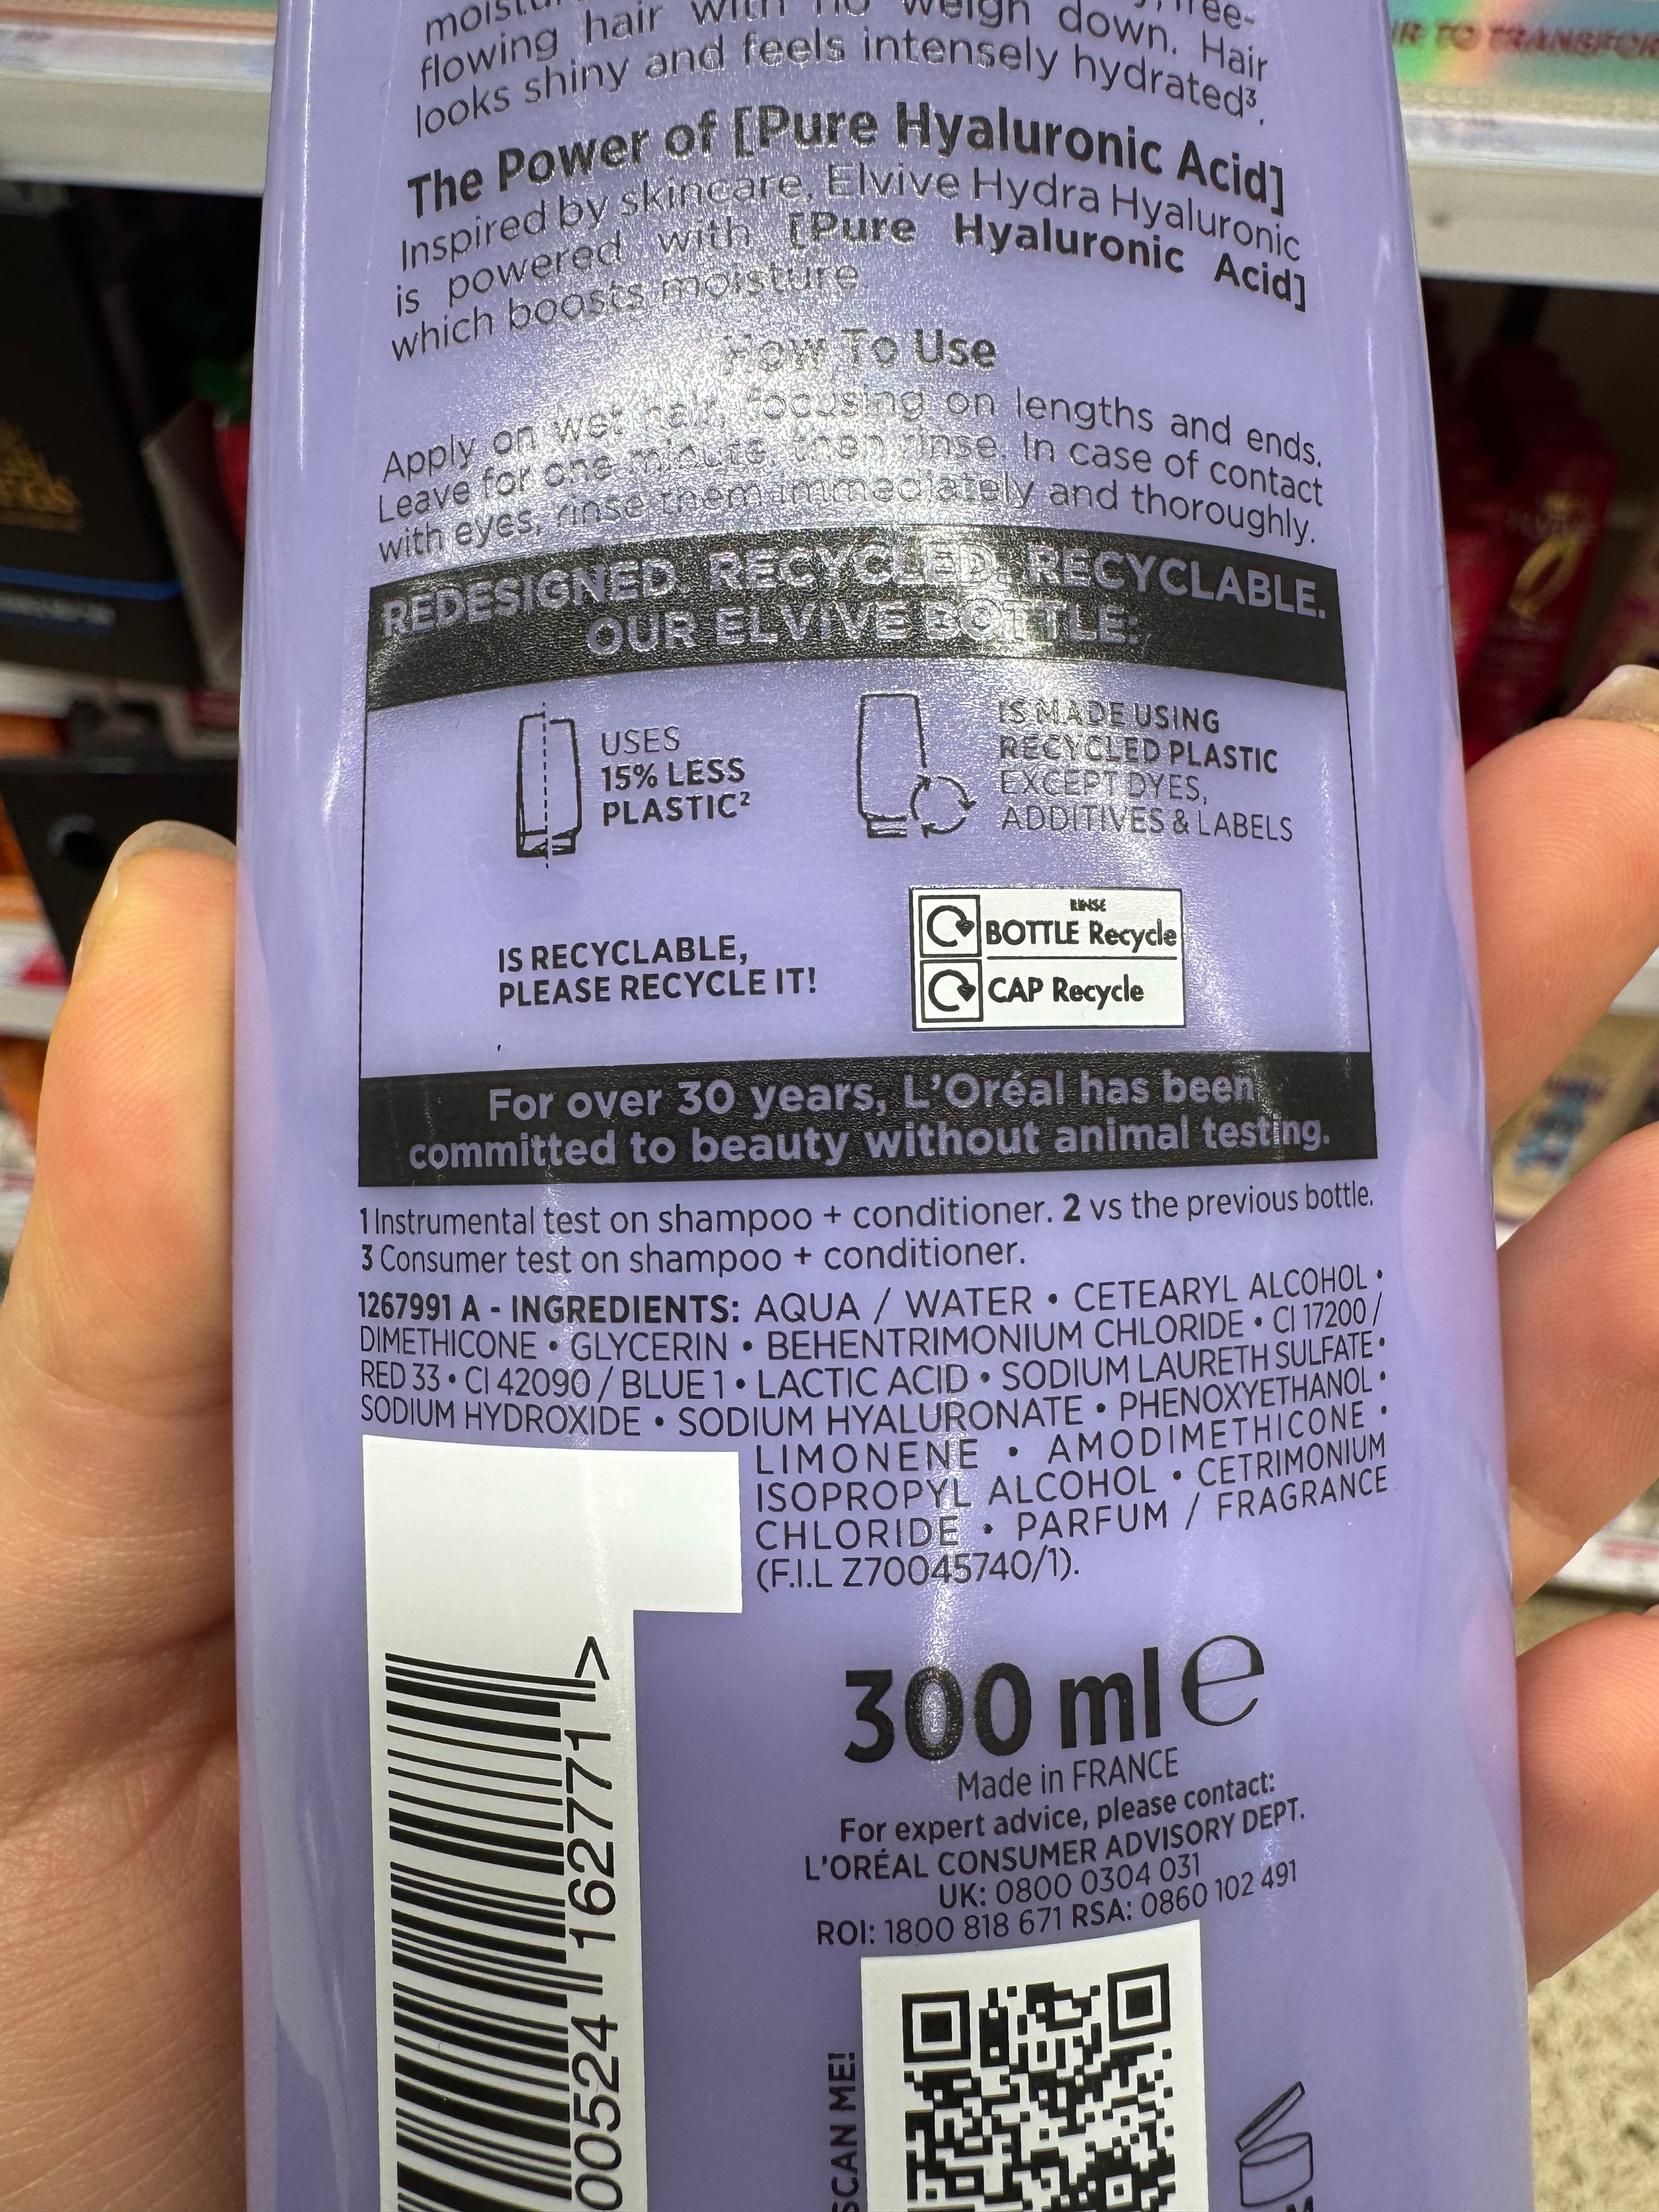 flowing hair with no weigh down. Hair
looks shiny and feels intensely hydrated³.
The Power of [Pure Hyaluronic Acid]
Inspired by skincare, Elvive Hydra Hyaluronic
is powered with [Pure Hyaluronic Acid]
which boosts moisture
How To Use
Apply on wet hair, focusing on lengths and ends.
Leave for one minute, then rinse. In case of contact
with eyes, rinse them immediately and thoroughly.
REDESIGNED. RECYCLED. RECYCLABLE.
OUR ELVIVE BOTTLE:
USES
15% LESS
PLASTIC²
IS MADE USING
RECYCLED PLASTIC
EXCEPT DYES,
ADDITIVES & LABELS
IS RECYCLABLE,
PLEASE RECYCLE IT!
RINSE
BOTTLE Recycle
CAP Recycle
For over 30 years, L'Oréal has been
committed to beauty without animal testing.
1 Instrumental test on shampoo + conditioner. 2 vs the previous bottle.
3 Consumer test on shampoo + conditioner.
1267991 A - INGREDIENTS: AQUA / WATER • CETEARYL ALCOHOL •
DIMETHICONE • GLYCERIN • BEHENTRIMONIUM CHLORIDE • CI 17200 /
RED 33 • CI 42090 / BLUE 1 • LACTIC ACID • SODIUM LAURETH SULFATE •
SODIUM HYDROXIDE • SODIUM HYALURONATE • PHENOXYETHANOL •
LIMONENE • AMODIMETHICONE •
ISOPROPYL ALCOHOL • CETRIMONIUM
CHLORIDE • PARFUM / FRAGRANCE
(F.I.L Z70045740/1).
300 ml e
Made in FRANCE
For expert advice, please contact:
L'ORÉAL CONSUMER ADVISORY DEPT.
UK: 0800 0304 031
ROI: 1800 818 671 RSA: 0860 102 491
00524 162771 >
SCAN ME!